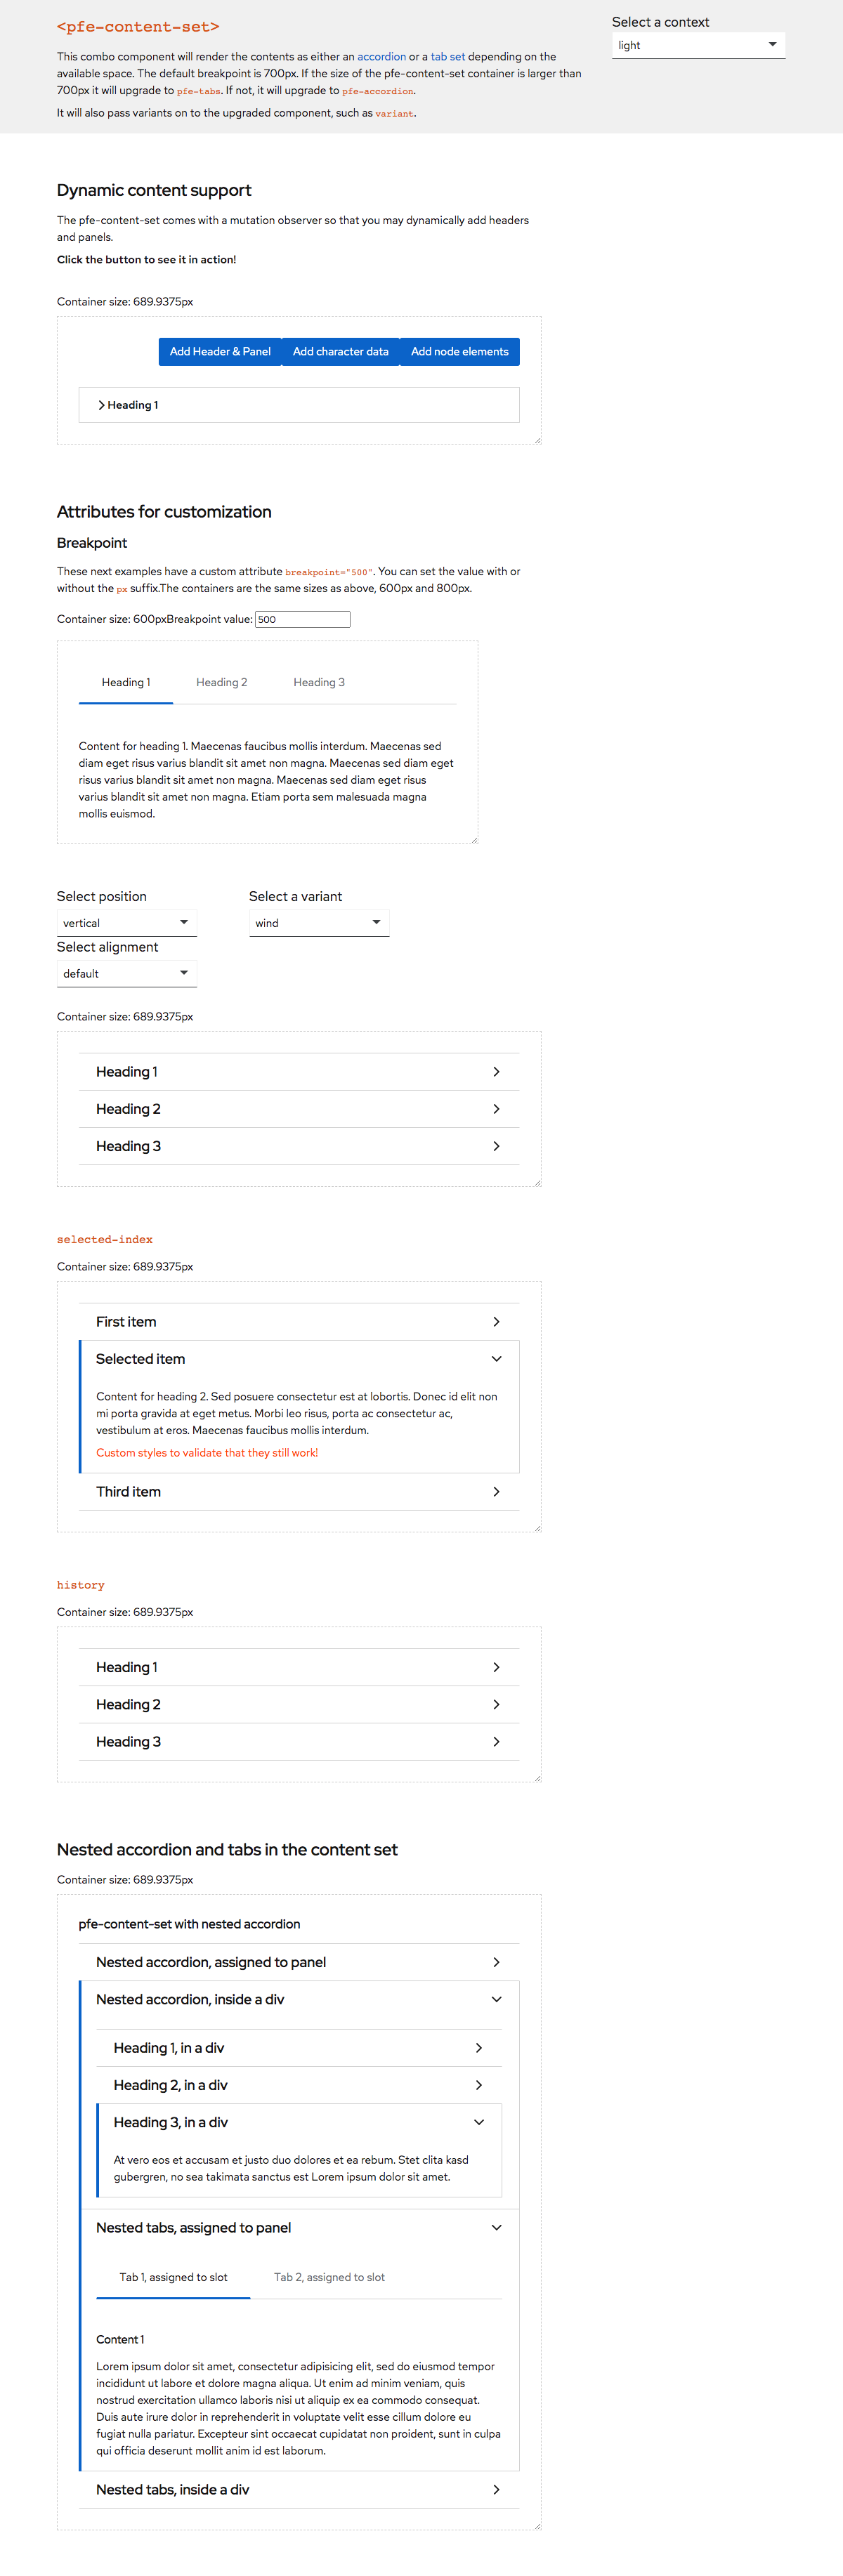 <pfe-content-set>
Select a context
light
This combo component will render the contents as either an accordion or a tab set depending on the
available space. The default breakpoint is 700px. If the size of the pfe-content-set container is larger than
700px it will upgrade to pfe-tabs. If not, it will upgrade to pfe-accordion.
It will also pass variants on to the upgraded component, such as variant.
Dynamic content support
The pfe-content-set comes with a mutation observer so that you may dynamically add headers
and panels.
Click the button to see it in action!
Container size: 689.9375px
Add Header & Panel Add character data Add node elements
Heading 1
Attributes for customization
Breakpoint
These next examples have a custom attribute breakpoint="500". You can set the value with or
without the px suffix.The containers are the same sizes as above, 600px and 800px.
Container size: 600pxBreakpoint value: 500
Heading 1 Heading 2 Heading 3
Content for heading 1. Maecenas faucibus mollis interdum. Maecenas sed
diam eget risus varius blandit sit amet non magna. Maecenas sed diam eget
risus varius blandit sit amet non magna. Maecenas sed diam eget risus
varius blandit sit amet non magna. Etiam porta sem malesuada magna
mollis euismod.
Select position Select a variant
vertical wind
Select alignment
default
Container size: 689.9375px
Heading 1
Heading 2
Heading 3
selected-index
Container size: 689.9375px
First item
Selected item
Content for heading 2. Sed posuere consectetur est at lobortis. Donec id elit non
mi porta gravida at eget metus. Morbi leo risus, porta ac consectetur ac,
vestibulum at eros. Maecenas faucibus mollis interdum.
Custom styles to validate that they still work!
Third item
history
Container size: 689.9375px
Heading 1
Heading 2
Heading 3
Nested accordion and tabs in the content set
Container size: 689.9375px
pfe-content-set with nested accordion
Nested accordion, assigned to panel
Nested accordion, inside a div
Heading 1, in a div
Heading 2, in a div
Heading 3, in a div
At vero eos et accusam et justo duo dolores et ea rebum. Stet clita kasd
gubergren, no sea takimata sanctus est Lorem ipsum dolor sit amet.
Nested tabs, assigned to panel
Tab 1, assigned to slot Tab 2, assigned to slot
Content 1
Lorem ipsum dolor sit amet, consectetur adipisicing elit, sed do eiusmod tempor
incididunt ut labore et dolore magna aliqua. Ut enim ad minim veniam, quis
nostrud exercitation ullamco laboris nisi ut aliquip ex ea commodo consequat.
Duis aute irure dolor in reprehenderit in voluptate velit esse cillum dolore eu
fugiat nulla pariatur. Excepteur sint occaecat cupidatat non proident, sunt in culpa
qui officia deserunt mollit anim id est laborum.
Nested tabs, inside a div